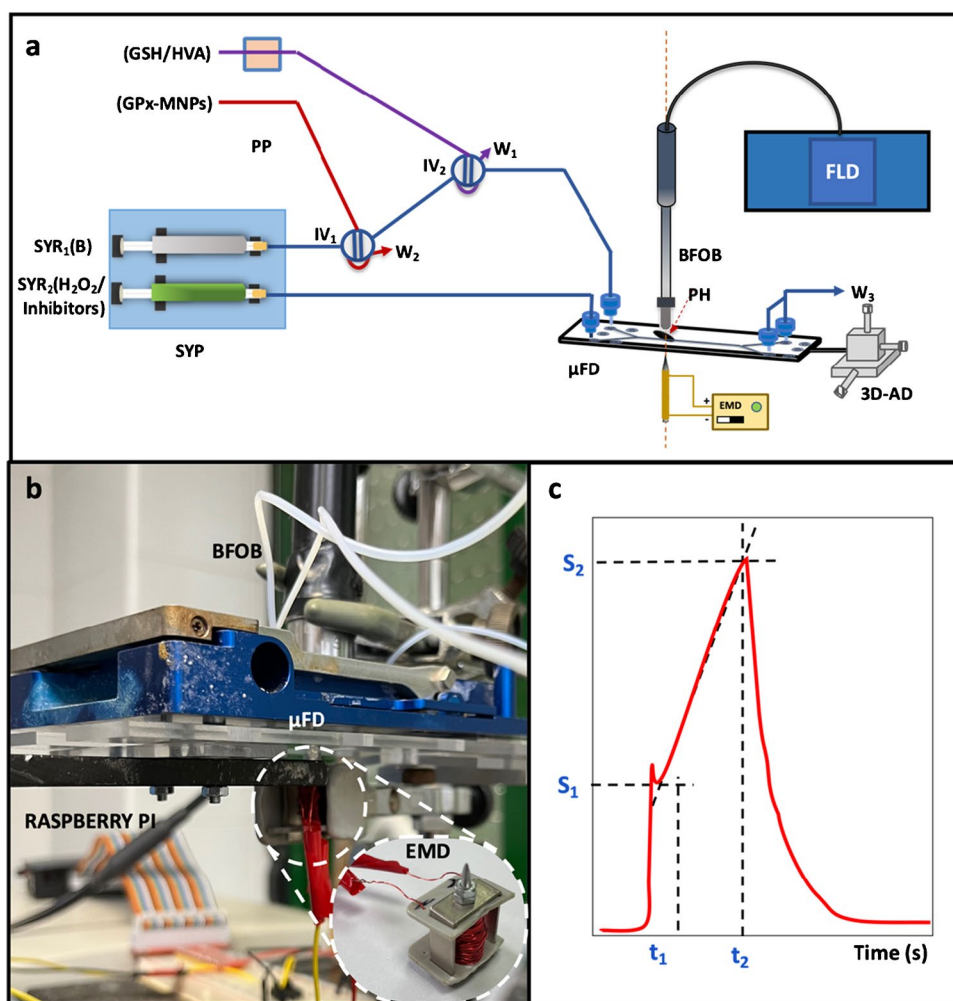 a
(GSH/HVA)
(GPx-MNPs)
PP
IV₂
W₁
IV₁
W₂
SYR₁(B)
SYR₂(H₂O₂/
Inhibitors)
SYP
FLD
BFOB
PH
W₃
μFD
+
EMD
-
3D-AD
b
BFOB
μFD
RASPBERRY PI
EMD
c
S₂
S₁
t₁
t₂
Time (s)